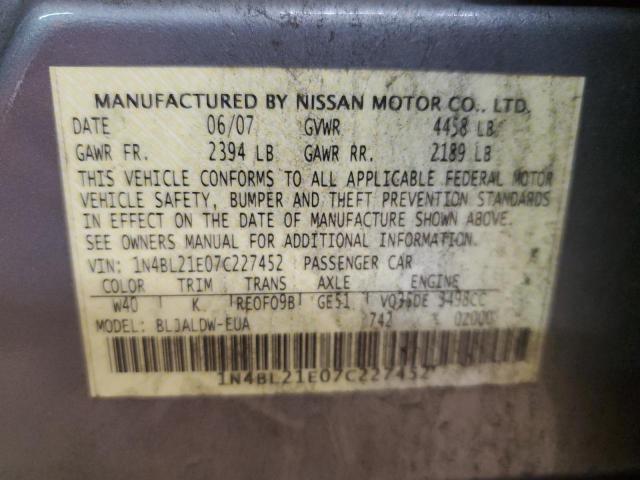 MANUFACTURED BY NISSAN MOTOR CO., LTD.
DATE 06/07 GVWR 4458 LB
GAWR FR. 2394 LB GAWR RR. 2189 LB
THIS VEHICLE CONFORMS TO ALL APPLICABLE FEDERAL MOTOR
VEHICLE SAFETY, BUMPER AND THEFT PREVENTION STANDARDS
IN EFFECT ON THE DATE OF MANUFACTURE SHOWN ABOVE.
SEE OWNERS MANUAL FOR ADDITIONAL INFORMATION.
VIN: 1N4BL21E07C227452 PASSENGER CAR
COLOR TRIM TRANS AXLE ENGINE
W40 K RE0F09B GE51 VQ35DE 3498CC
MODEL: BLJALDW-EUA 742 02000
1N4BL21E07C227452